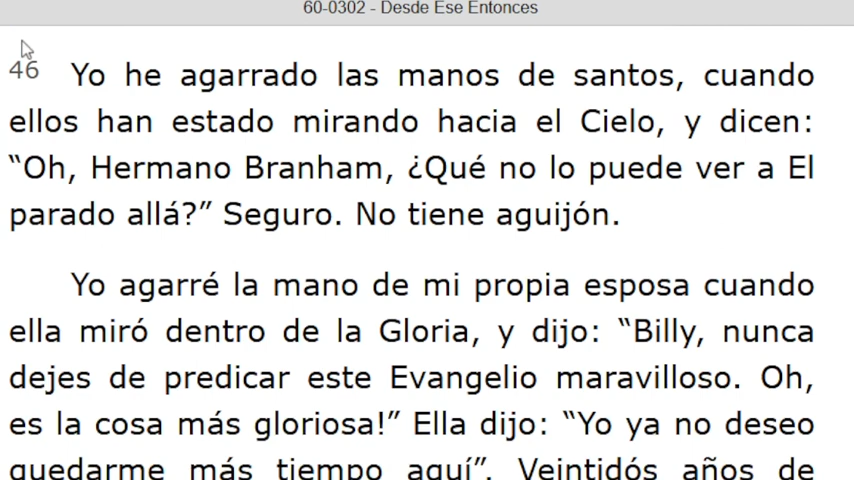 60-0302 - Desde Ese Entonces
46 Yo he agarrado las manos de santos, cuando
ellos han estado mirando hacia el Cielo, y dicen:
“Oh, Hermano Branham, ¿Qué no lo puede ver a El
parado allá?” Seguro. No tiene aguijón.
Yo agarré la mano de mi propia esposa cuando
ella miró dentro de la Gloria, y dijo: “Billy, nunca
dejes de predicar este Evangelio maravilloso. Oh,
es la cosa más gloriosa!” Ella dijo: “Yo ya no deseo
quedarme más tiempo aquí”. Veintidós años de